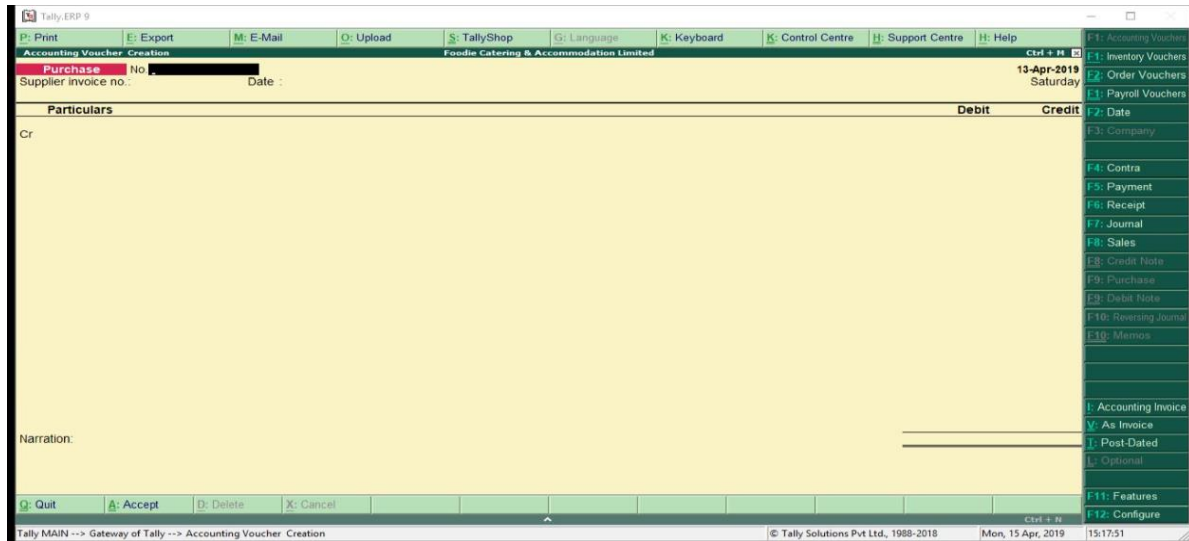 Tally.ERP 9
P: Print E: Export M: E-Mail O: Upload S: TallyShop G: Language K: Keyboard K: Control Centre H: Support Centre H: Help
Accounting Voucher Creation Foodie Catering & Accommodation Limited Ctrl + M
Purchase No. 13-Apr-2019
Supplier invoice no.: Date : Saturday
Particulars Debit Credit
Cr
Narration:
F1: Accounting Vouchers
F1: Inventory Vouchers
F2: Order Vouchers
F1: Payroll Vouchers
F2: Date
F3: Company
F4: Contra
F5: Payment
F6: Receipt
F7: Journal
F8: Sales
F8: Credit Note
F9: Purchase
F9: Debit Note
F10: Reversing Journal
F10: Memos
I: Accounting Invoice
V: As Invoice
T: Post-Dated
L: Optional
F11: Features
F12: Configure
Q: Quit A: Accept D: Delete X: Cancel
Ctrl + N
Tally MAIN --> Gateway of Tally --> Accounting Voucher Creation © Tally Solutions Pvt Ltd., 1988-2018 Mon, 15 Apr, 2019 15:17:51